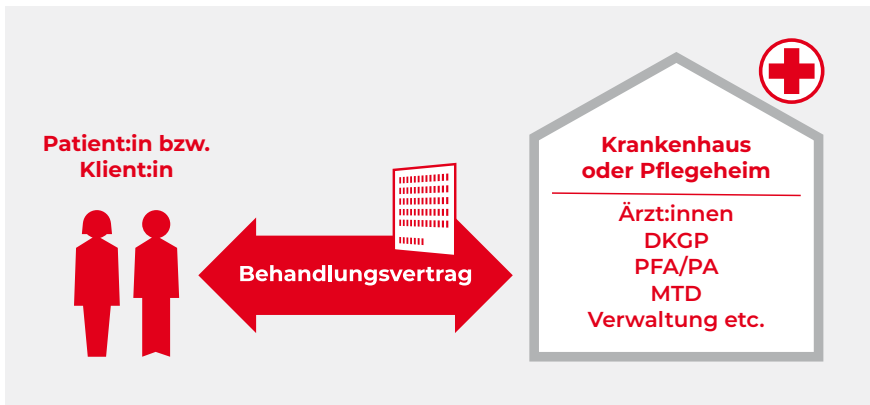 Patient:in bzw.
Klient:in
Behandlungsvertrag
Krankenhaus
oder Pflegeheim
Ärzt:innen
DKGP
PFA/PA
MTD
Verwaltung etc.